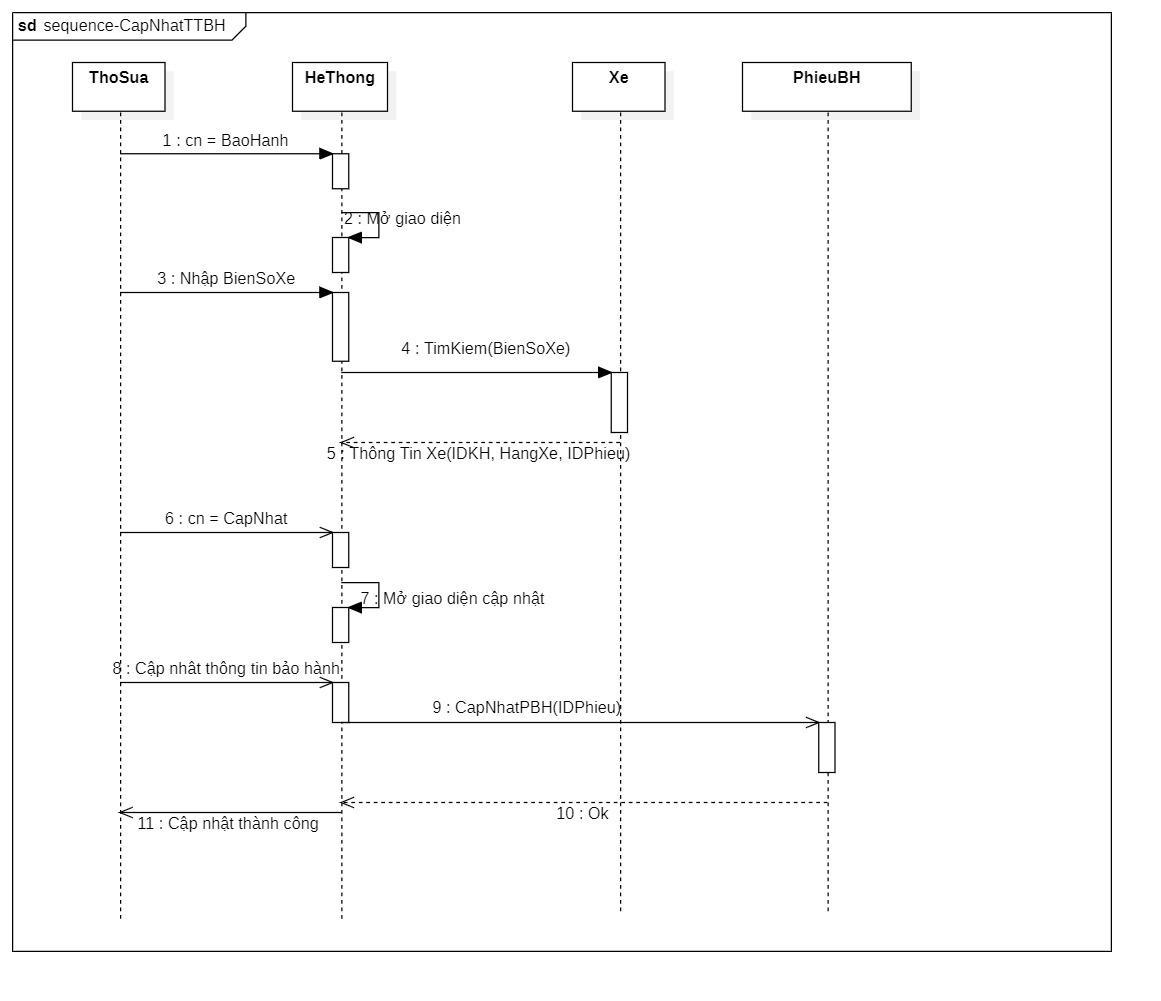 sd sequence-CapNhatTTBH
ThoSua HeThong Xe PhieuBH
1 : cn = BaoHanh
2 : Mở giao diện
3 : Nhập BienSoXe
4 : TimKiem(BienSoXe)
5 : Thông Tin Xe(IDKH, HangXe, IDPhieu)
6 : cn = CapNhat
7 : Mở giao diện cập nhật
8 : Cập nhât thông tin bảo hành
9 : CapNhatPBH(IDPhieu)
10 : Ok
11 : Cập nhật thành công